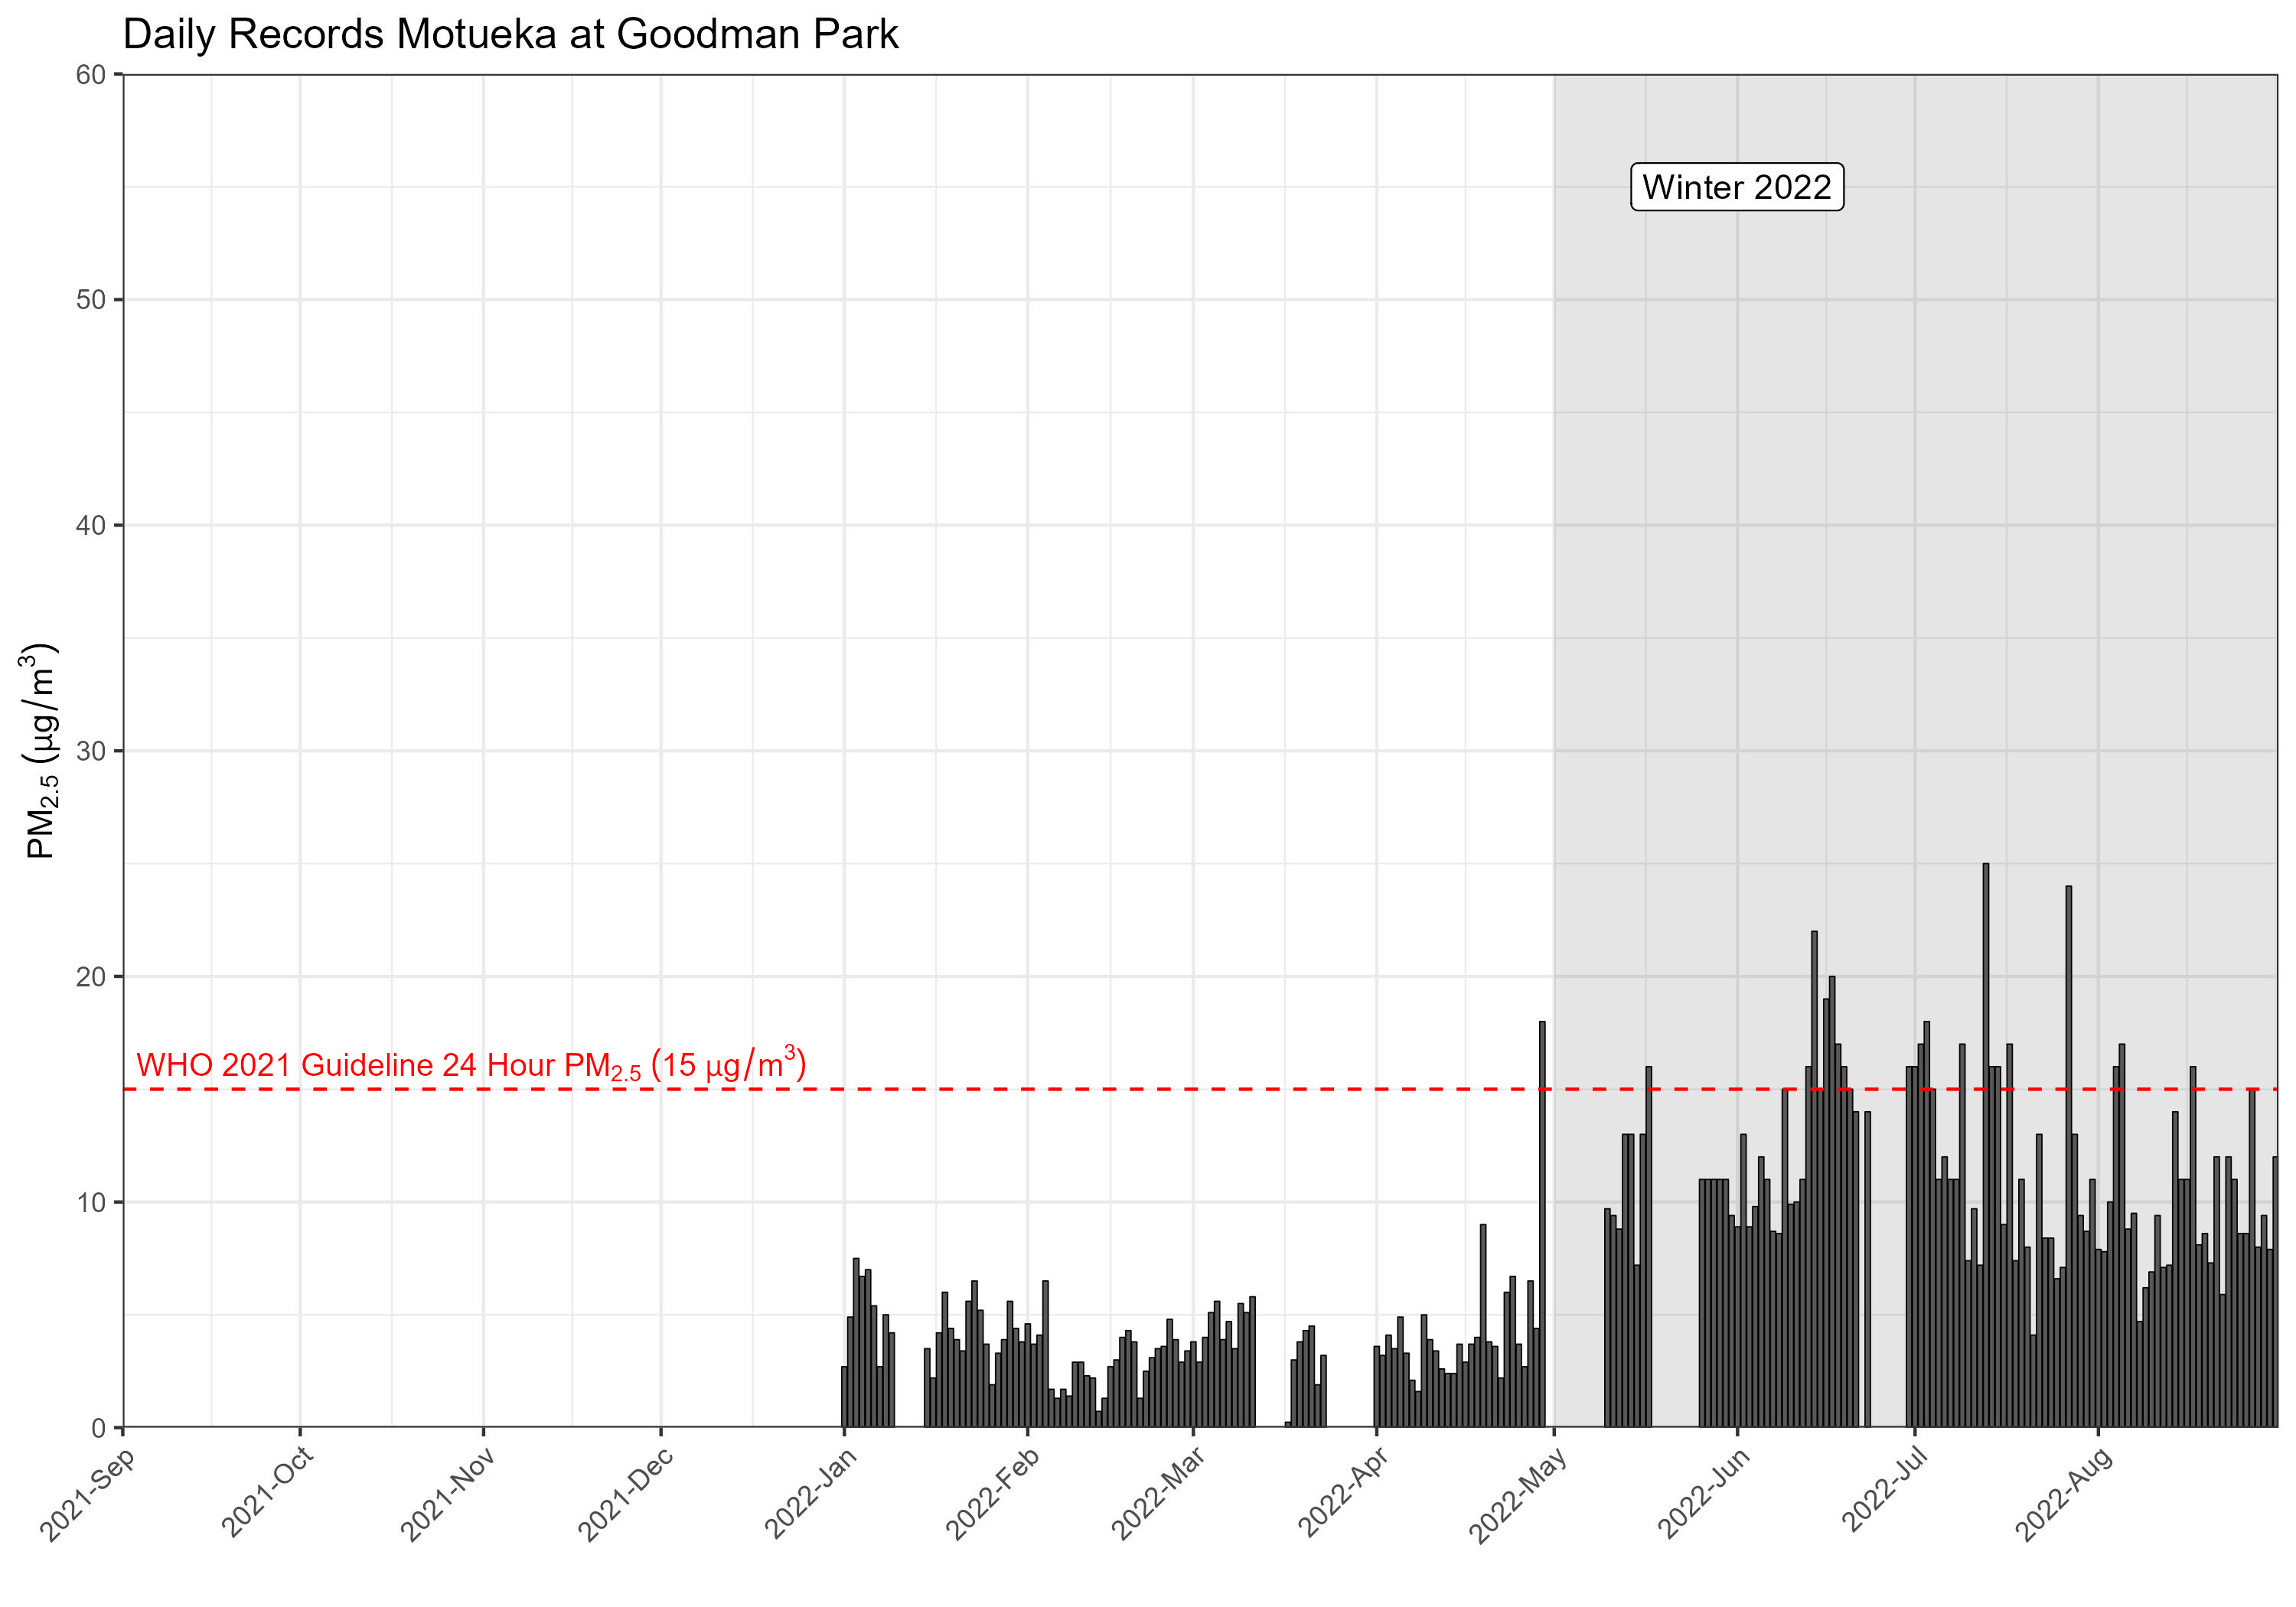 Daily Records Motueka at Goodman Park
60
50
40
30
20
10
0
PM2.5 (µg/m³)
Winter 2022
WHO 2021 Guideline 24 Hour PM2.5 (15 µg/m³)
2021-Sep
2021-Oct
2021-Nov
2021-Dec
2022-Jan
2022-Feb
2022-Mar
2022-Apr
2022-May
2022-Jun
2022-Jul
2022-Aug